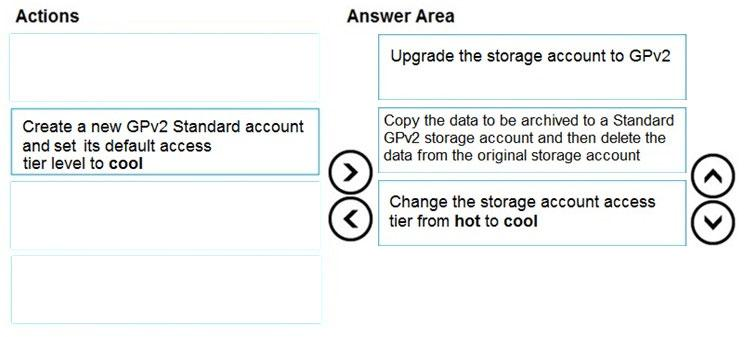 Actions
Answer Area
Create a new GPv2 Standard account
and set its default access
tier level to cool
Upgrade the storage account to GPv2
Copy the data to be archived to a Standard
GPv2 storage account and then delete the
data from the original storage account
Change the storage account access
tier from hot to cool